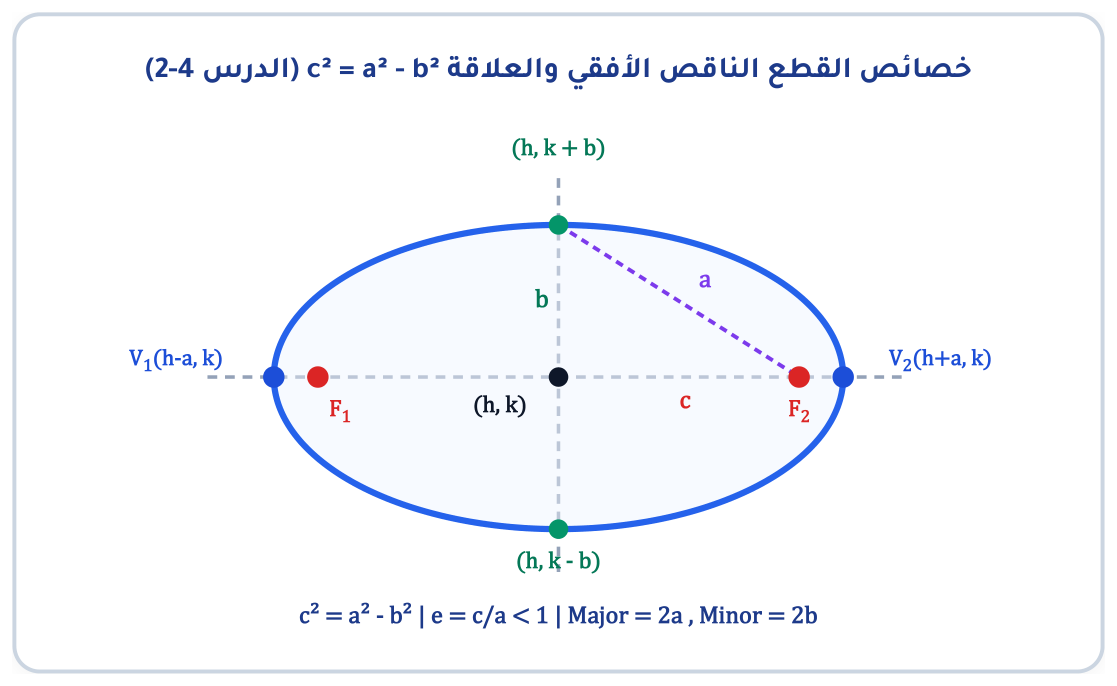 خصائص القطع الناقص الأفقي والعلاقة c² = a² - b² (الدرس 4-2)
(h, k + b)
a
b
V₁(h-a, k)
V₂(h+a, k)
F₁
(h, k)
c
F₂
(h, k - b)
c² = a² - b² | e = c/a < 1 | Major = 2a , Minor = 2b